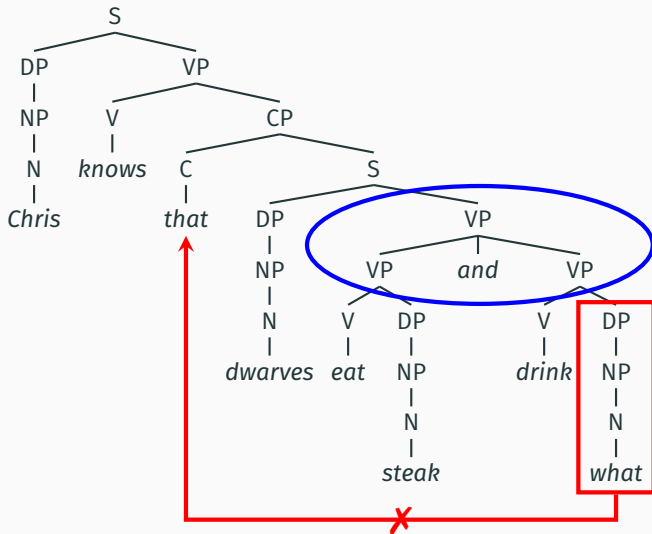 S
DP VP
NP V CP
N knows C S
Chris that DP VP
NP VP and VP
N V DP V DP
dwarves eat NP drink NP
N N
steak what
✗